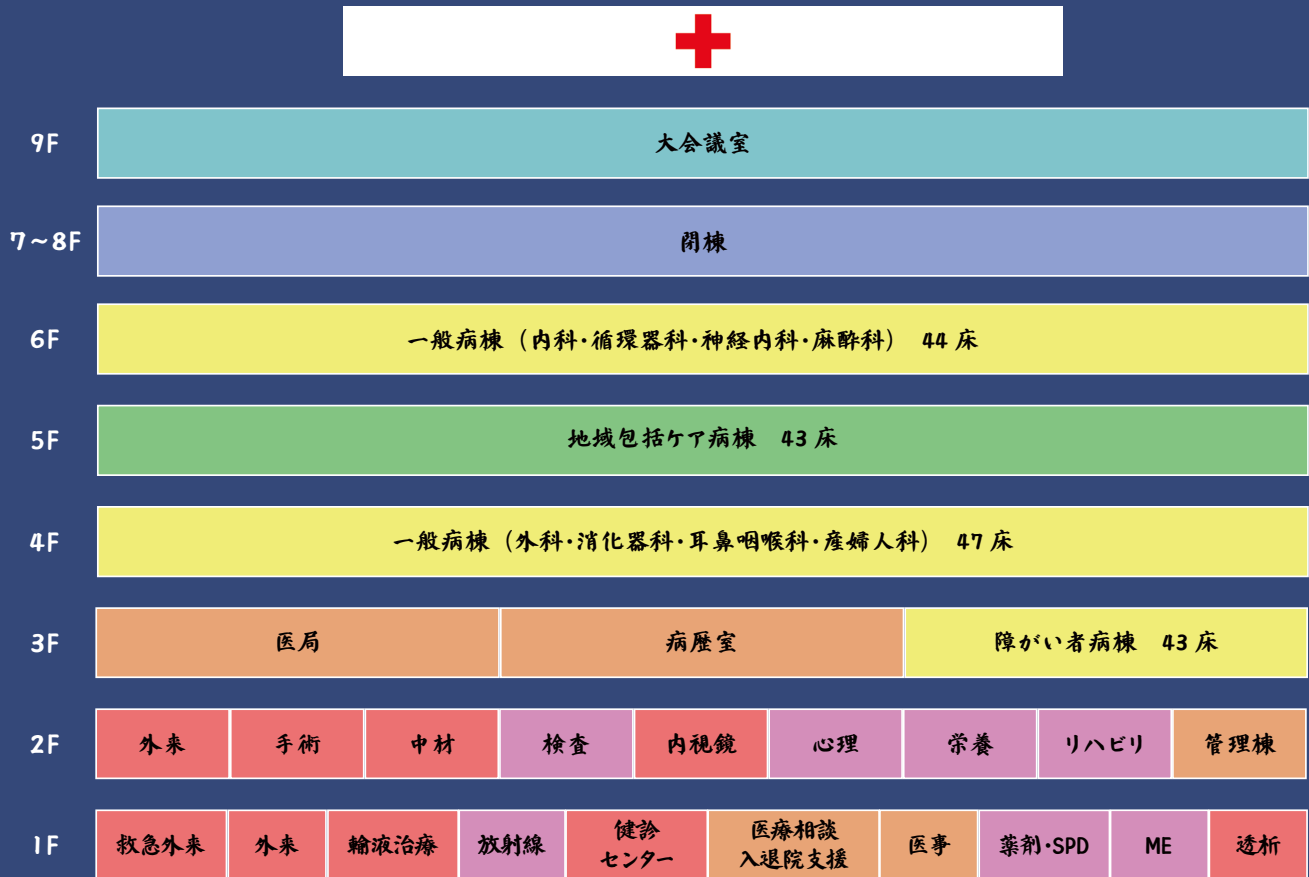 9F 大会議室
7~8F 閉棟
6F 一般病棟（内科・循環器科・神経内科・麻酔科） 44床
5F 地域包括ケア病棟 43床
4F 一般病棟（外科・消化器科・耳鼻咽喉科・産婦人科） 47床
3F 医局 病歴室 障がい者病棟 43床
2F 外来 手術 中材 検査 内視鏡 心理 栄養 リハビリ 管理棟
1F 救急外来 外来 輸液治療 放射線 健診センター 医療相談入退院支援 医事 薬剤・SPD ME 透析